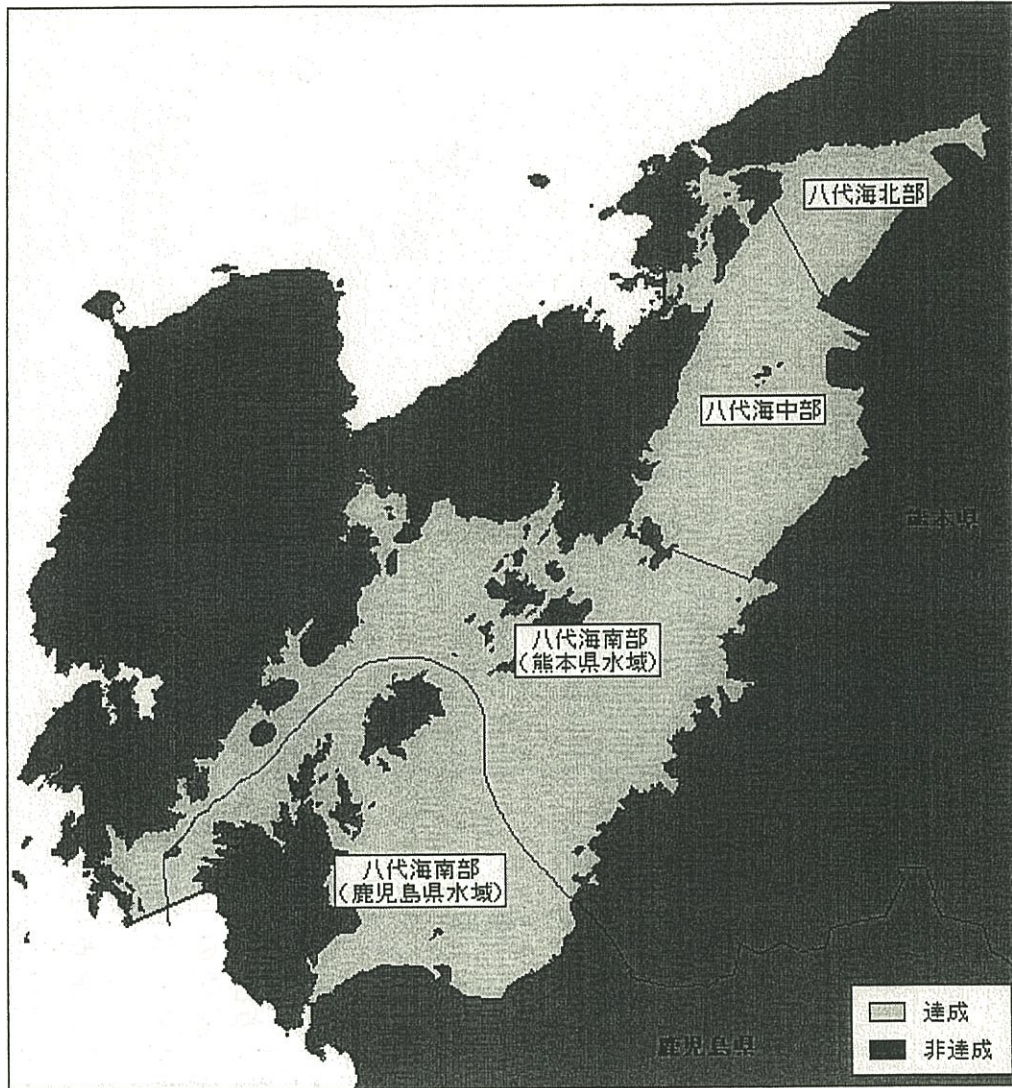 八代海北部
八代海中部
熊本県
八代海南部
(熊本県水域)
八代海南部
(鹿児島県水域)
鹿児島県
達成
非達成